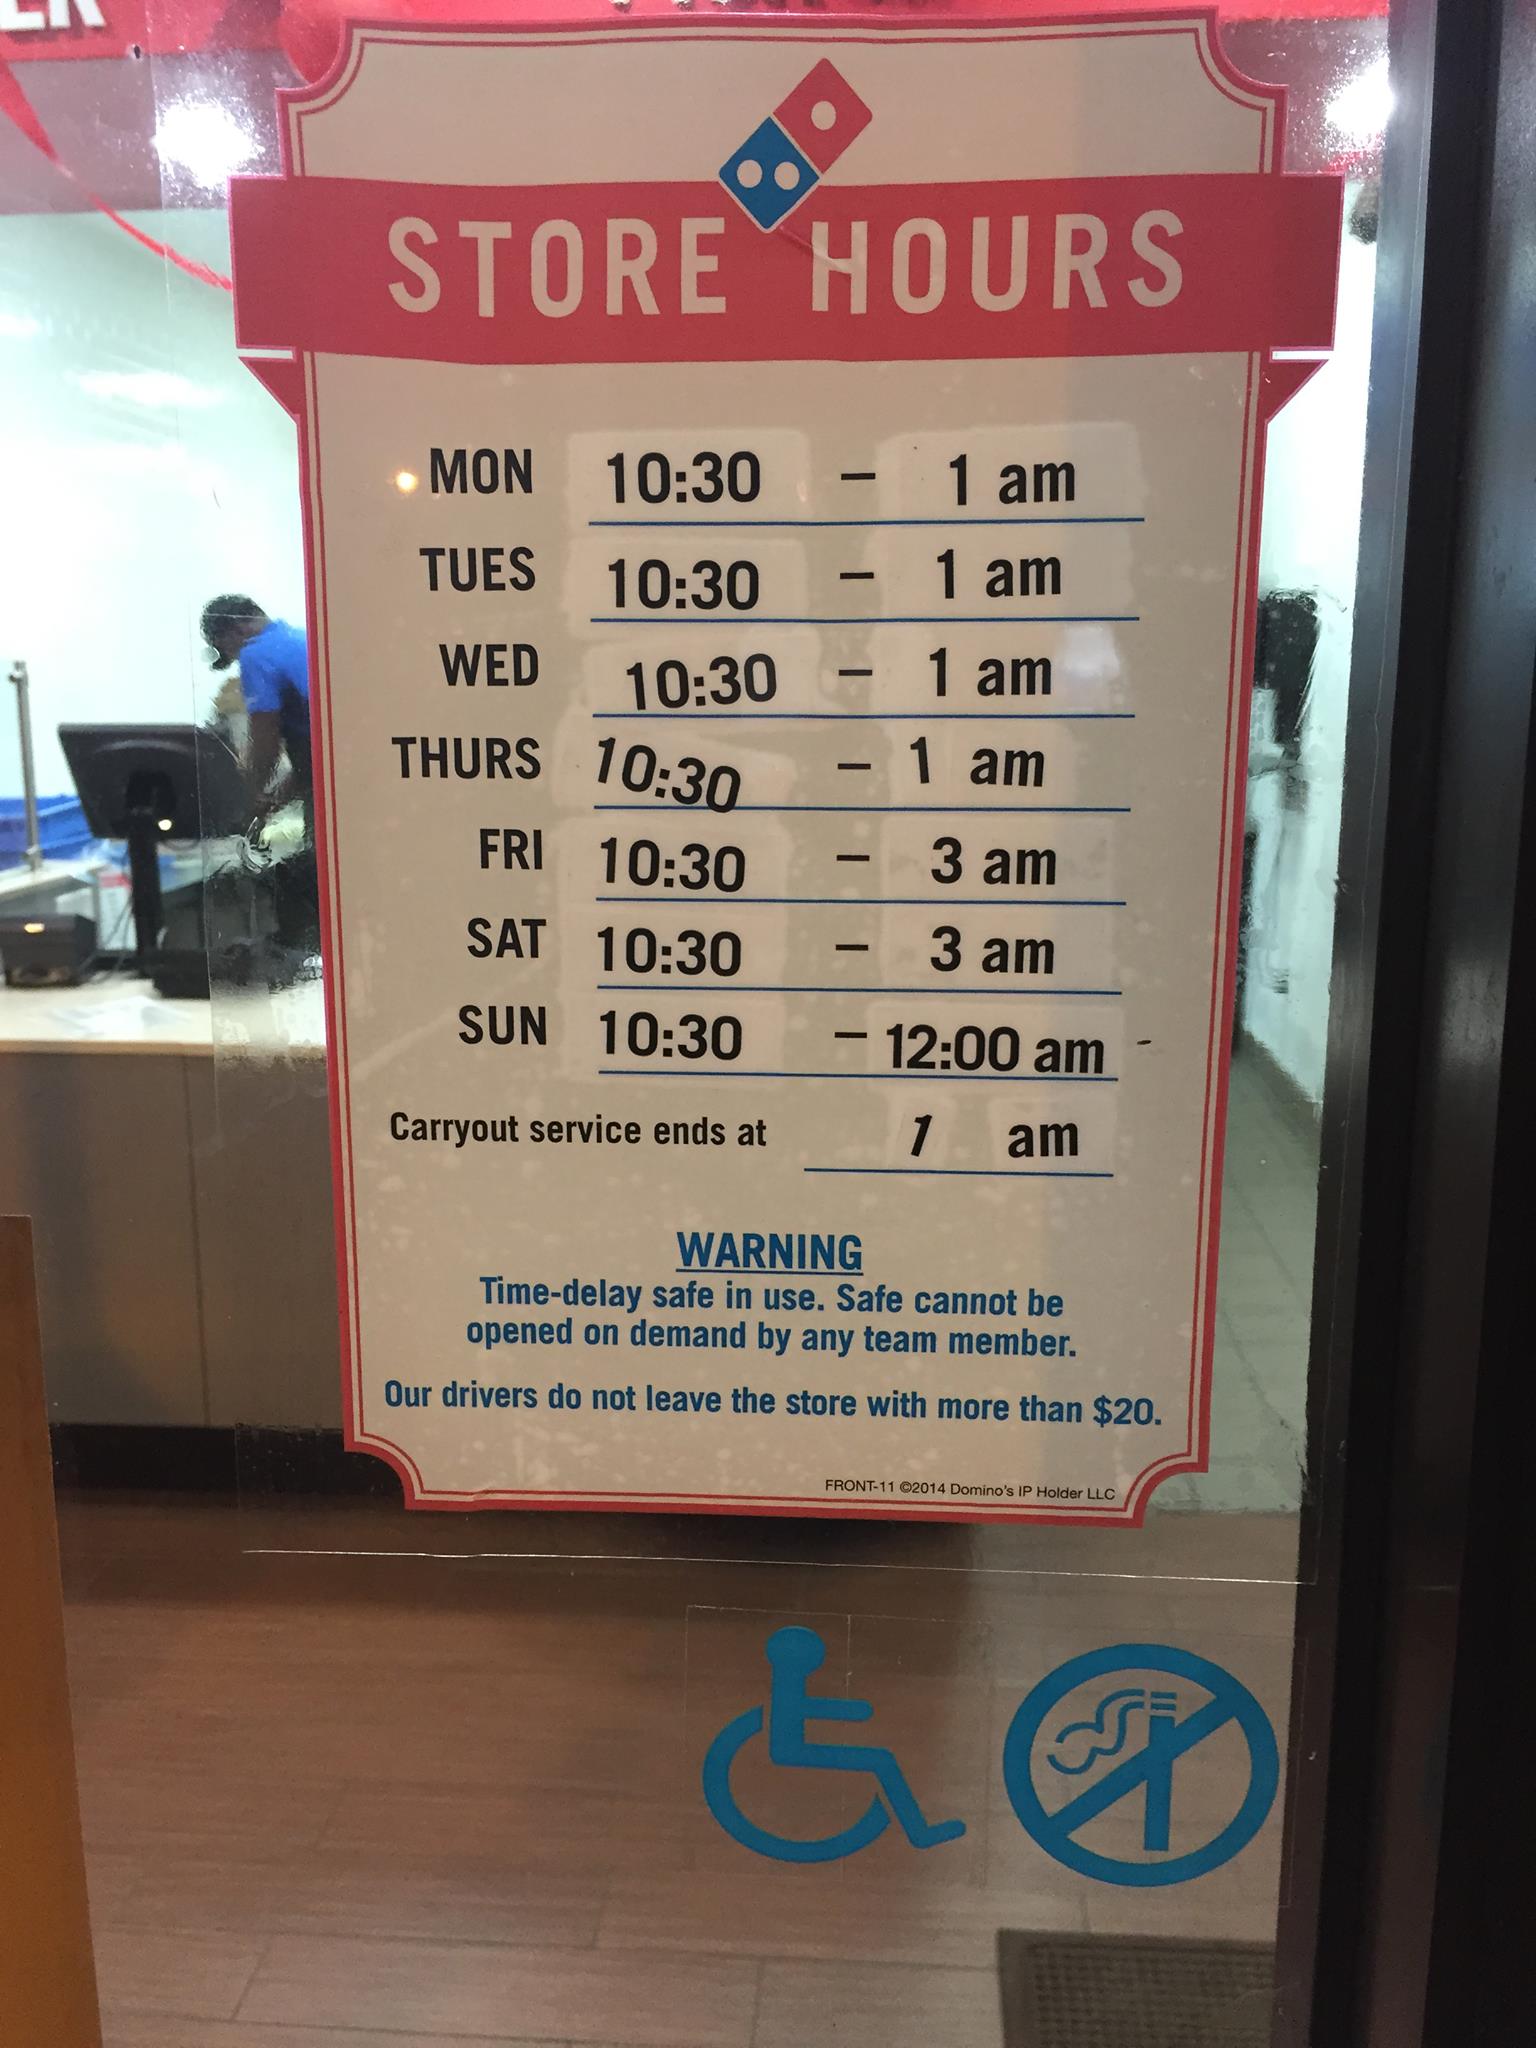 STORE HOURS
MON 10:30 – 1 am
TUES 10:30 – 1 am
WED 10:30 – 1 am
THURS 10:30 – 1 am
FRI 10:30 – 3 am
SAT 10:30 – 3 am
SUN 10:30 – 12:00 am
Carryout service ends at 1 am
WARNING
Time-delay safe in use. Safe cannot be
opened on demand by any team member.
Our drivers do not leave the store with more than $20.
FRONT-11 ©2014 Domino's IP Holder LLC